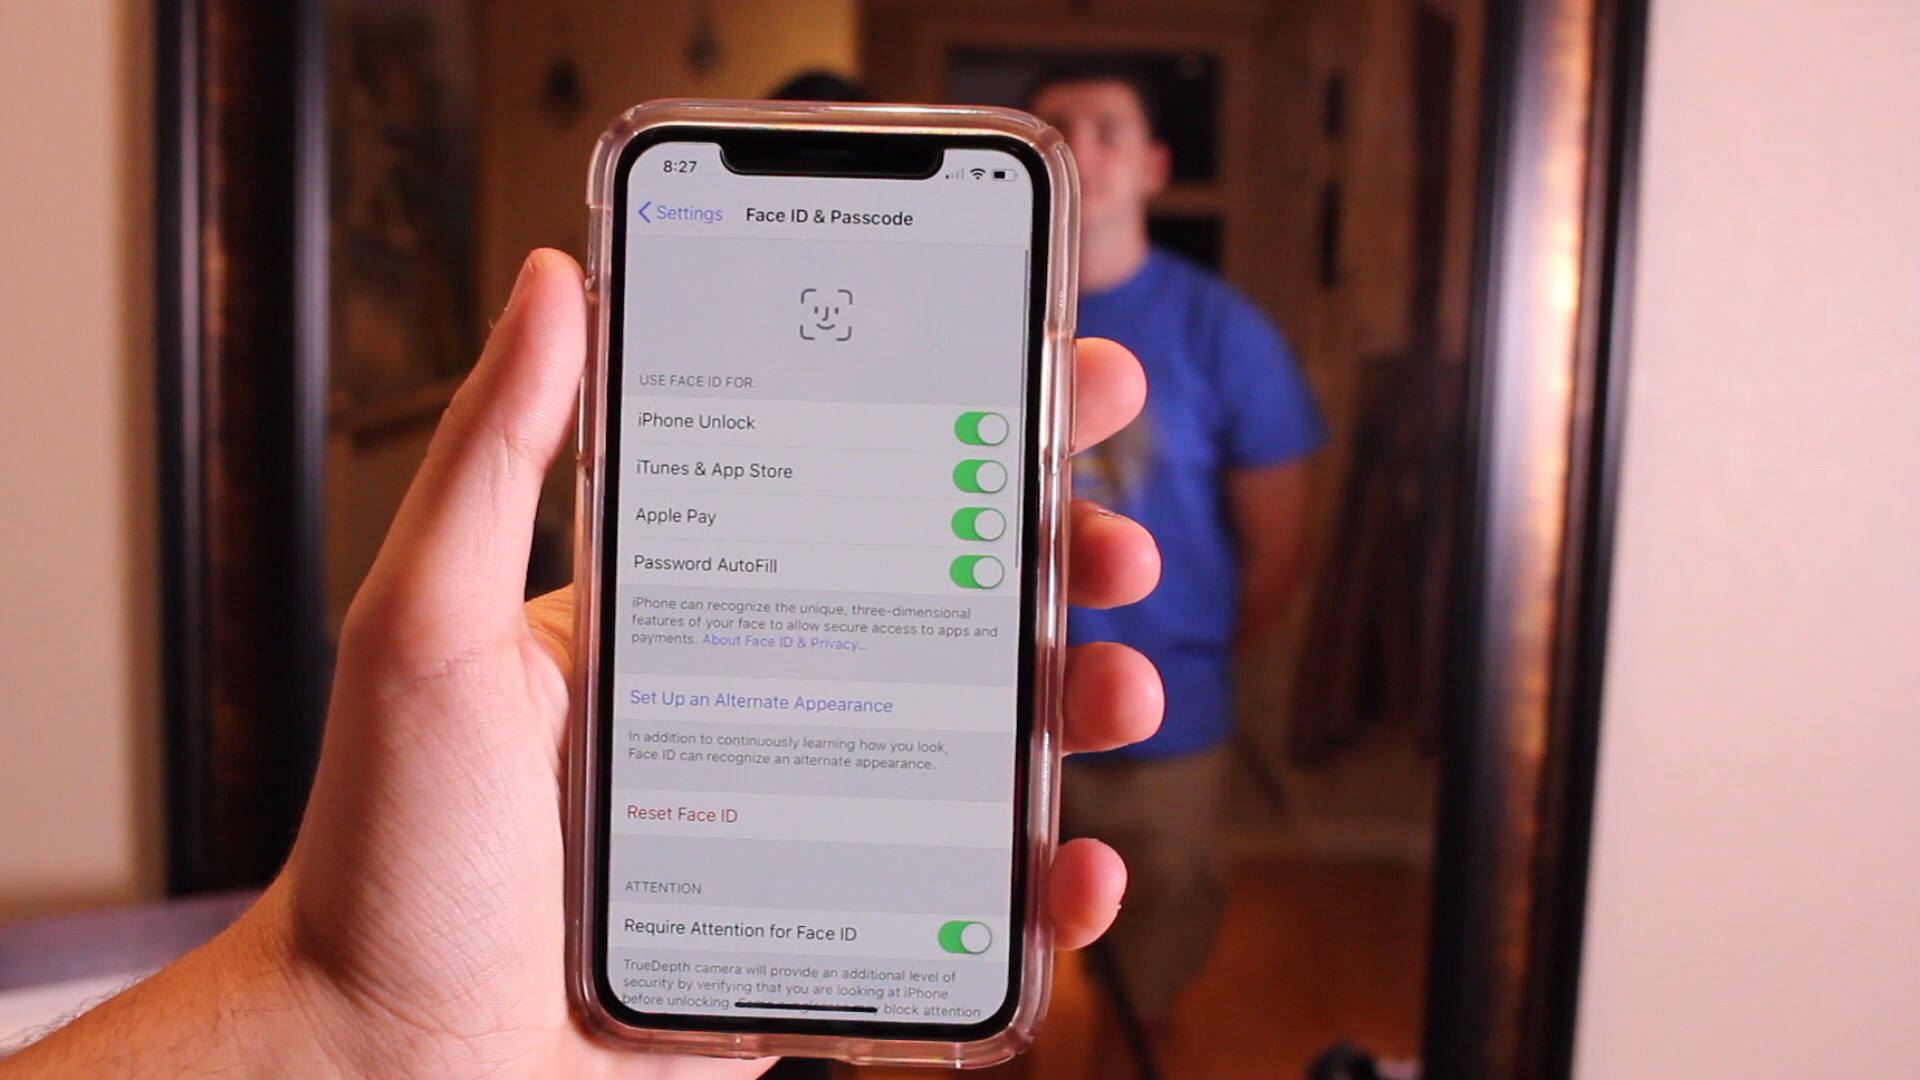 8:27
Settings Face ID & Passcode
USE FACE ID FOR:
iPhone Unlock
iTunes & App Store
Apple Pay
Password AutoFill
iPhone can recognize the unique, three-dimensional
features of your face to allow secure access to apps and
payments. About Face ID & Privacy...
Set Up an Alternate Appearance
In addition to continuously learning how you look,
Face ID can recognize an alternate appearance.
Reset Face ID
ATTENTION
Require Attention for Face ID
TrueDepth camera will provide an additional level of
security by verifying that you are looking at iPhone
before unlocking. Some sunglasses may block attention